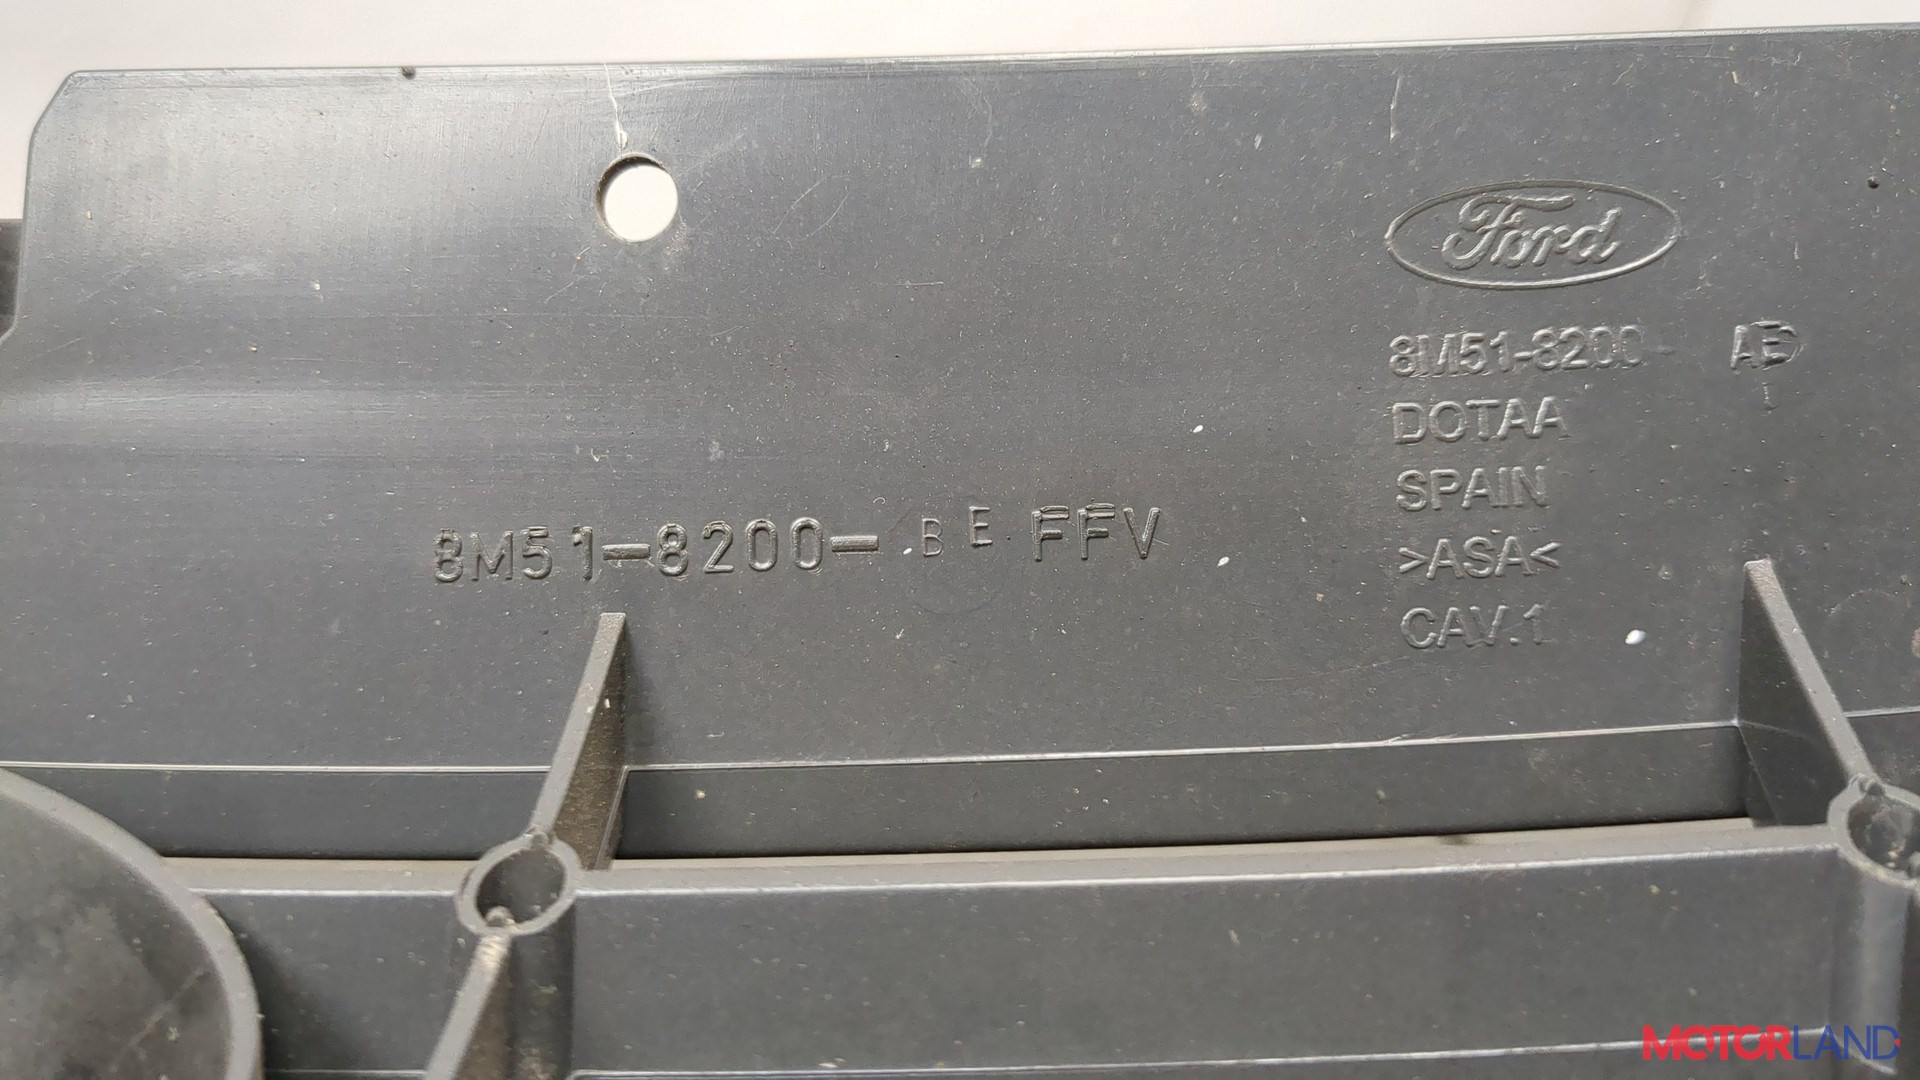 Ford
8M51-8200- AE
DOTAA
SPAIN
>ASA<
CAV.1
8M51-8200- BE FFV
MOTORLAND